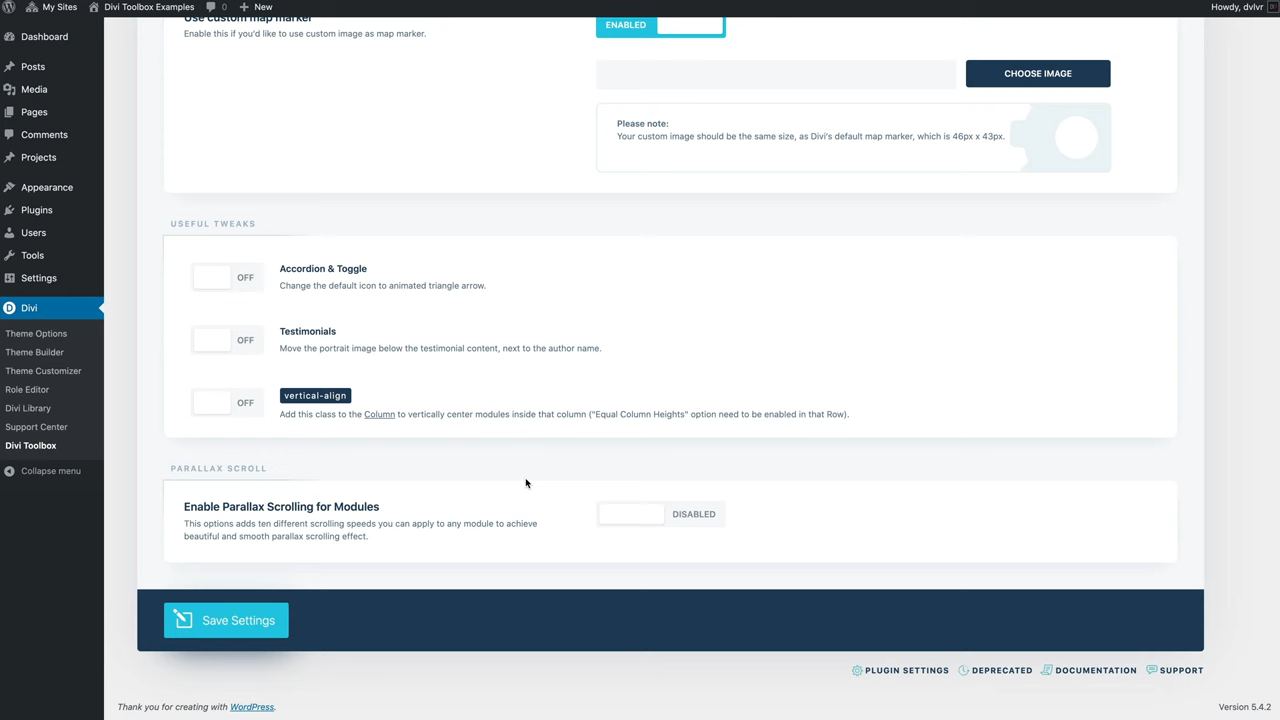 My Sites
Divi Toolbox Examples
0
New
Howdy, dvlvr
Dashboard
Posts
Media
Pages
Comments
Projects
Appearance
Plugins
Users
Tools
Settings
Divi
Theme Options
Theme Builder
Theme Customizer
Role Editor
Divi Library
Support Center
Divi Toolbox
Collapse menu
Use custom map marker
Enable this if you'd like to use custom image as map marker.
ENABLED
CHOOSE IMAGE
Please note:
Your custom image should be the same size, as Divi's default map marker, which is 46px x 43px.
USEFUL TWEAKS
OFF
Accordion & Toggle
Change the default icon to animated triangle arrow.
OFF
Testimonials
Move the portrait image below the testimonial content, next to the author name.
OFF
vertical-align
Add this class to the Column to vertically center modules inside that column ("Equal Column Heights" option need to be enabled in that Row).
PARALLAX SCROLL
Enable Parallax Scrolling for Modules
This options adds ten different scrolling speeds you can apply to any module to achieve
beautiful and smooth parallax scrolling effect.
DISABLED
Save Settings
PLUGIN SETTINGS
DEPRECATED
DOCUMENTATION
SUPPORT
Thank you for creating with WordPress.
Version 5.4.2